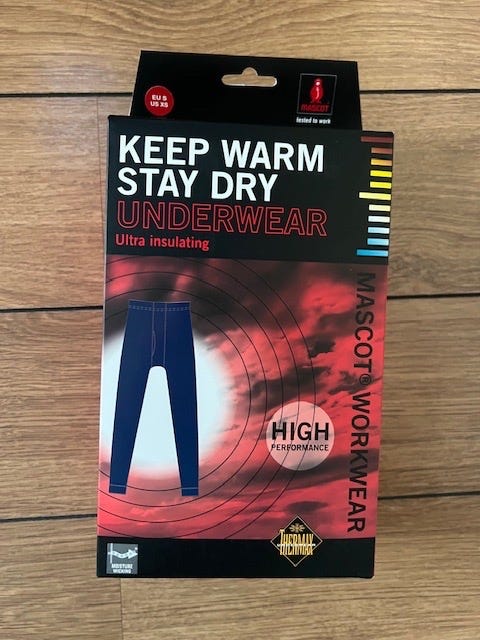 EU S
US XS
MASCOT
tested to work
KEEP WARM
STAY DRY
UNDERWEAR
Ultra insulating
MASCOT® WORKWEAR
HIGH
PERFORMANCE
THERMAX
MOISTURE
WICKING